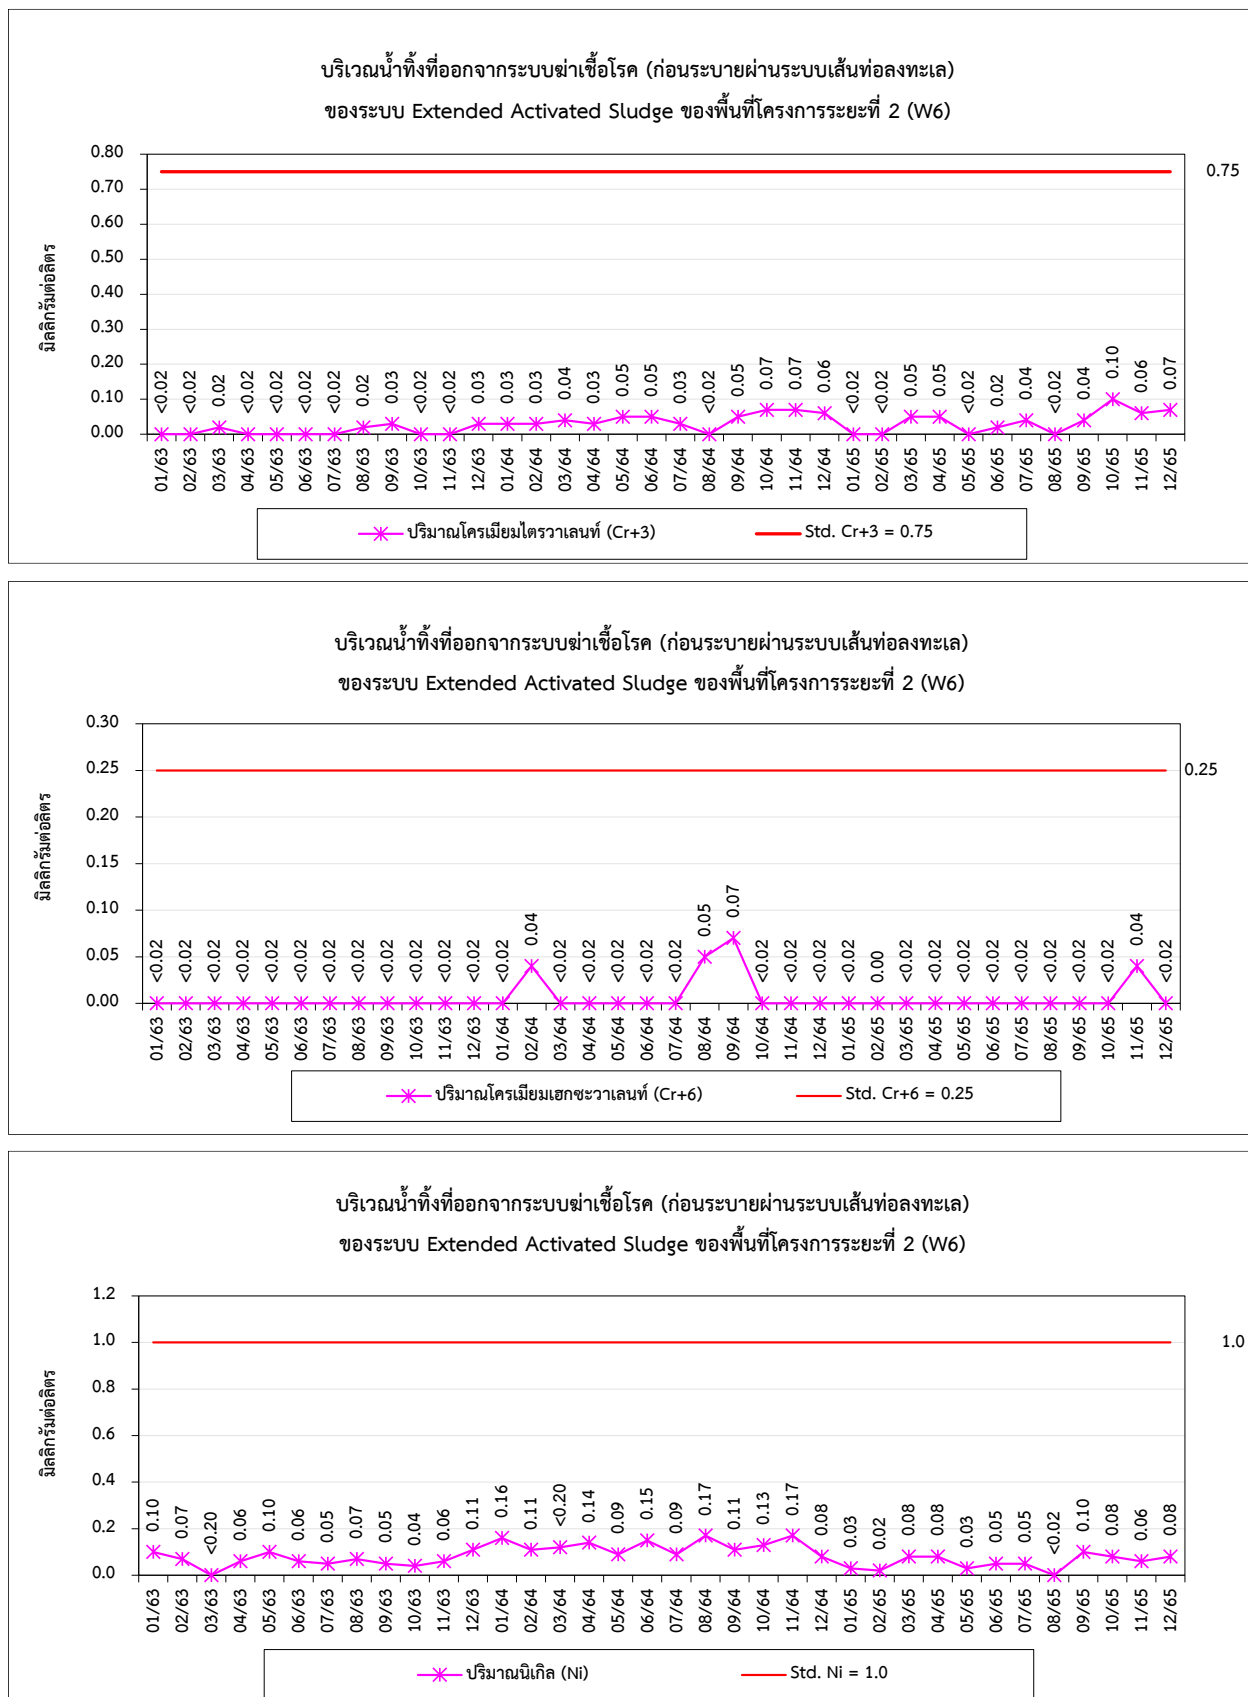 บริเวณน้ำทิ้งที่ออกจากระบบฆ่าเชื้อโรค (ก่อนระบายผ่านระบบเส้นท่อลงทะเล)
ของระบบ Extended Activated Sludge ของพื้นที่โครงการระยะที่ 2 (W6)
มิลลิกรัมต่อลิตร
0.80
0.70
0.60
0.50
0.40
0.30
0.20
0.10
0.00
0.75
<0.02 <0.02 0.02 <0.02 <0.02 <0.02 <0.02 0.02 0.03 <0.02 <0.02 0.03 0.03 0.03 0.04 0.03 0.05 0.05 0.03 <0.02 0.05 0.07 0.07 0.06 <0.02 <0.02 0.05 0.05 <0.02 0.02 0.04 <0.02 0.04 0.10 0.06 0.07
01/63 02/63 03/63 04/63 05/63 06/63 07/63 08/63 09/63 10/63 11/63 12/63 01/64 02/64 03/64 04/64 05/64 06/64 07/64 08/64 09/64 10/64 11/64 12/64 01/65 02/65 03/65 04/65 05/65 06/65 07/65 08/65 09/65 10/65 11/65 12/65
ปริมาณโครเมียมไตรวาเลนท์ (Cr+3) Std. Cr+3 = 0.75
บริเวณน้ำทิ้งที่ออกจากระบบฆ่าเชื้อโรค (ก่อนระบายผ่านระบบเส้นท่อลงทะเล)
ของระบบ Extended Activated Sludge ของพื้นที่โครงการระยะที่ 2 (W6)
มิลลิกรัมต่อลิตร
0.30
0.25
0.20
0.15
0.10
0.05
0.00
0.25
<0.02 <0.02 <0.02 <0.02 <0.02 <0.02 <0.02 <0.02 <0.02 <0.02 <0.02 <0.02 <0.02 0.04 <0.02 <0.02 <0.02 <0.02 <0.02 0.05 0.07 <0.02 <0.02 <0.02 <0.02 0.00 <0.02 <0.02 <0.02 <0.02 <0.02 <0.02 <0.02 <0.02 0.04 <0.02
01/63 02/63 03/63 04/63 05/63 06/63 07/63 08/63 09/63 10/63 11/63 12/63 01/64 02/64 03/64 04/64 05/64 06/64 07/64 08/64 09/64 10/64 11/64 12/64 01/65 02/65 03/65 04/65 05/65 06/65 07/65 08/65 09/65 10/65 11/65 12/65
ปริมาณโครเมียมเฮกซะวาเลนท์ (Cr+6) Std. Cr+6 = 0.25
บริเวณน้ำทิ้งที่ออกจากระบบฆ่าเชื้อโรค (ก่อนระบายผ่านระบบเส้นท่อลงทะเล)
ของระบบ Extended Activated Sludge ของพื้นที่โครงการระยะที่ 2 (W6)
มิลลิกรัมต่อลิตร
1.2
1.0
0.8
0.6
0.4
0.2
0.0
1.0
0.10 0.07 <0.20 0.06 0.10 0.06 0.05 0.07 0.05 0.04 0.06 0.11 0.16 0.11 <0.20 0.14 0.09 0.15 0.09 0.17 0.11 0.13 0.17 0.08 0.03 0.02 0.08 0.08 0.03 0.05 0.05 <0.02 0.10 0.08 0.06 0.08
01/63 02/63 03/63 04/63 05/63 06/63 07/63 08/63 09/63 10/63 11/63 12/63 01/64 02/64 03/64 04/64 05/64 06/64 07/64 08/64 09/64 10/64 11/64 12/64 01/65 02/65 03/65 04/65 05/65 06/65 07/65 08/65 09/65 10/65 11/65 12/65
ปริมาณนิเกิล (Ni) Std. Ni = 1.0